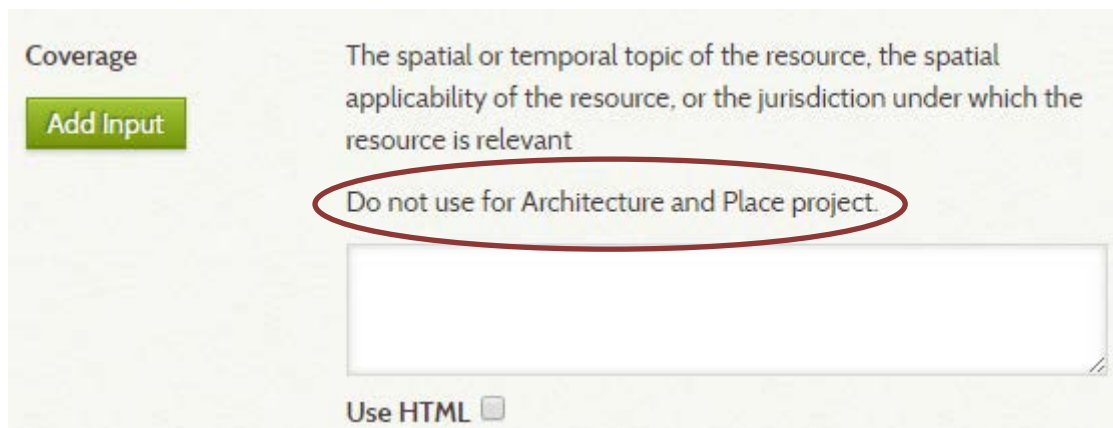 Coverage
Add Input
The spatial or temporal topic of the resource, the spatial
applicability of the resource, or the jurisdiction under which the
resource is relevant
Do not use for Architecture and Place project.
Use HTML